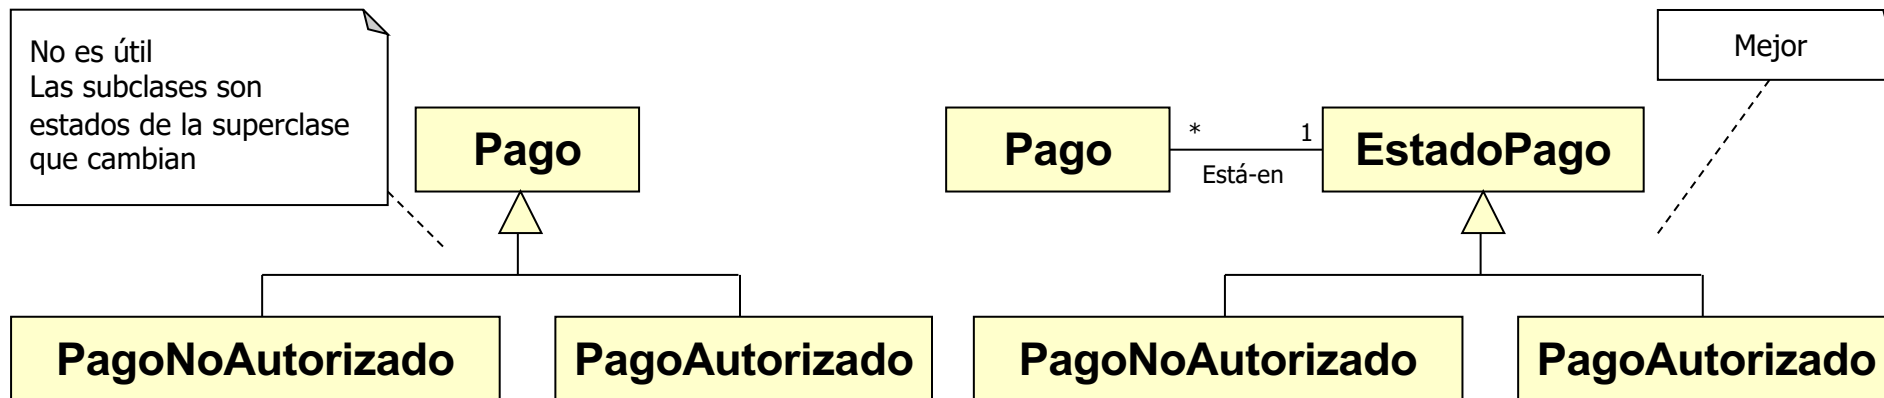 No es útil
Las subclases son
estados de la superclase
que cambian
Pago
PagoNoAutorizado
PagoAutorizado
Mejor
Pago
*
1
Está-en
EstadoPago
PagoNoAutorizado
PagoAutorizado